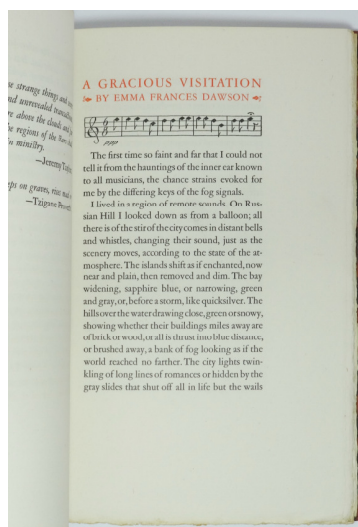 se strange things and
nd unrevealed
re above the clouds and
he regions of the
n ministry.
—Jeremy
eps on graves,
—Tzigane
A GRACIOUS VISITATION
BY EMMA FRANCES DAWSON
ppp
The first time so faint and far that I could not
tell it from the hauntings of the inner ear known
to all musicians, the chance strains evoked for
me by the differing keys of the fog signals.
I lived in a region of remote sounds. On Rus-
sian Hill I looked down as from a balloon; all
there is of the stir of the city comes in distant bells
and whistles, changing their sound, just as the
scenery moves, according to the state of the at-
mosphere. The islands shift as if enchanted, now
near and plain, then removed and dim. The bay
widening, sapphire blue, or narrowing, green
and gray, or, before a storm, like quicksilver. The
hills over the water drawing close, green or snowy,
showing whether their buildings miles away are
of brick or wood, or all is thrust into blue distance,
or brushed away, a bank of fog looking as if the
world reached no farther. The city lights twin-
kling of long lines of romances or hidden by the
gray slides that shut off all in life but the wails